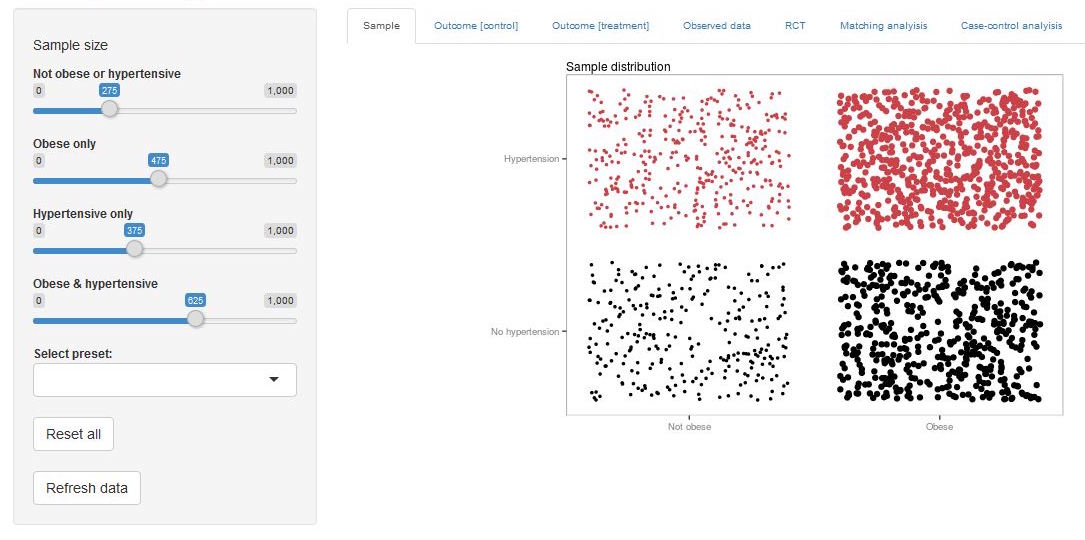 Sample size
Not obese or hypertensive
0 275 1,000
Obese only
0 475 1,000
Hypertensive only
0 375 1,000
Obese & hypertensive
0 625 1,000
Select preset:
Reset all
Refresh data
Sample Outcome [control] Outcome [treatment] Observed data RCT Matching analyisis Case-control analyisis
Sample distribution
Hypertension
No hypertension
Not obese Obese